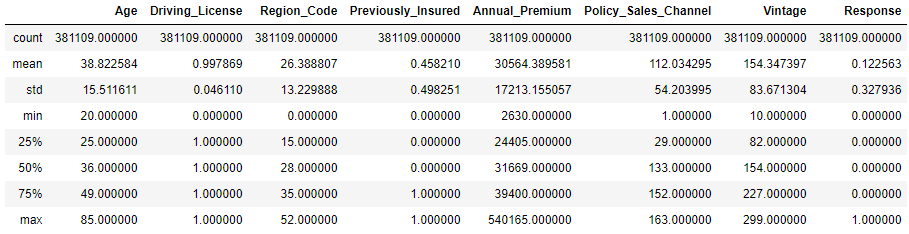 Age Driving_License Region_Code Previously_Insured Annual_Premium Policy_Sales_Channel Vintage Response
count 381109.000000 381109.000000 381109.000000 381109.000000 381109.000000 381109.000000 381109.000000 381109.000000
mean 38.822584 0.997869 26.388807 0.458210 30564.389581 112.034295 154.347397 0.122563
std 15.511611 0.046110 13.229888 0.498251 17213.155057 54.203995 83.671304 0.327936
min 20.000000 0.000000 0.000000 0.000000 2630.000000 1.000000 10.000000 0.000000
25% 25.000000 1.000000 15.000000 0.000000 24405.000000 29.000000 82.000000 0.000000
50% 36.000000 1.000000 28.000000 0.000000 31669.000000 133.000000 154.000000 0.000000
75% 49.000000 1.000000 35.000000 1.000000 39400.000000 152.000000 227.000000 0.000000
max 85.000000 1.000000 52.000000 1.000000 540165.000000 163.000000 299.000000 1.000000